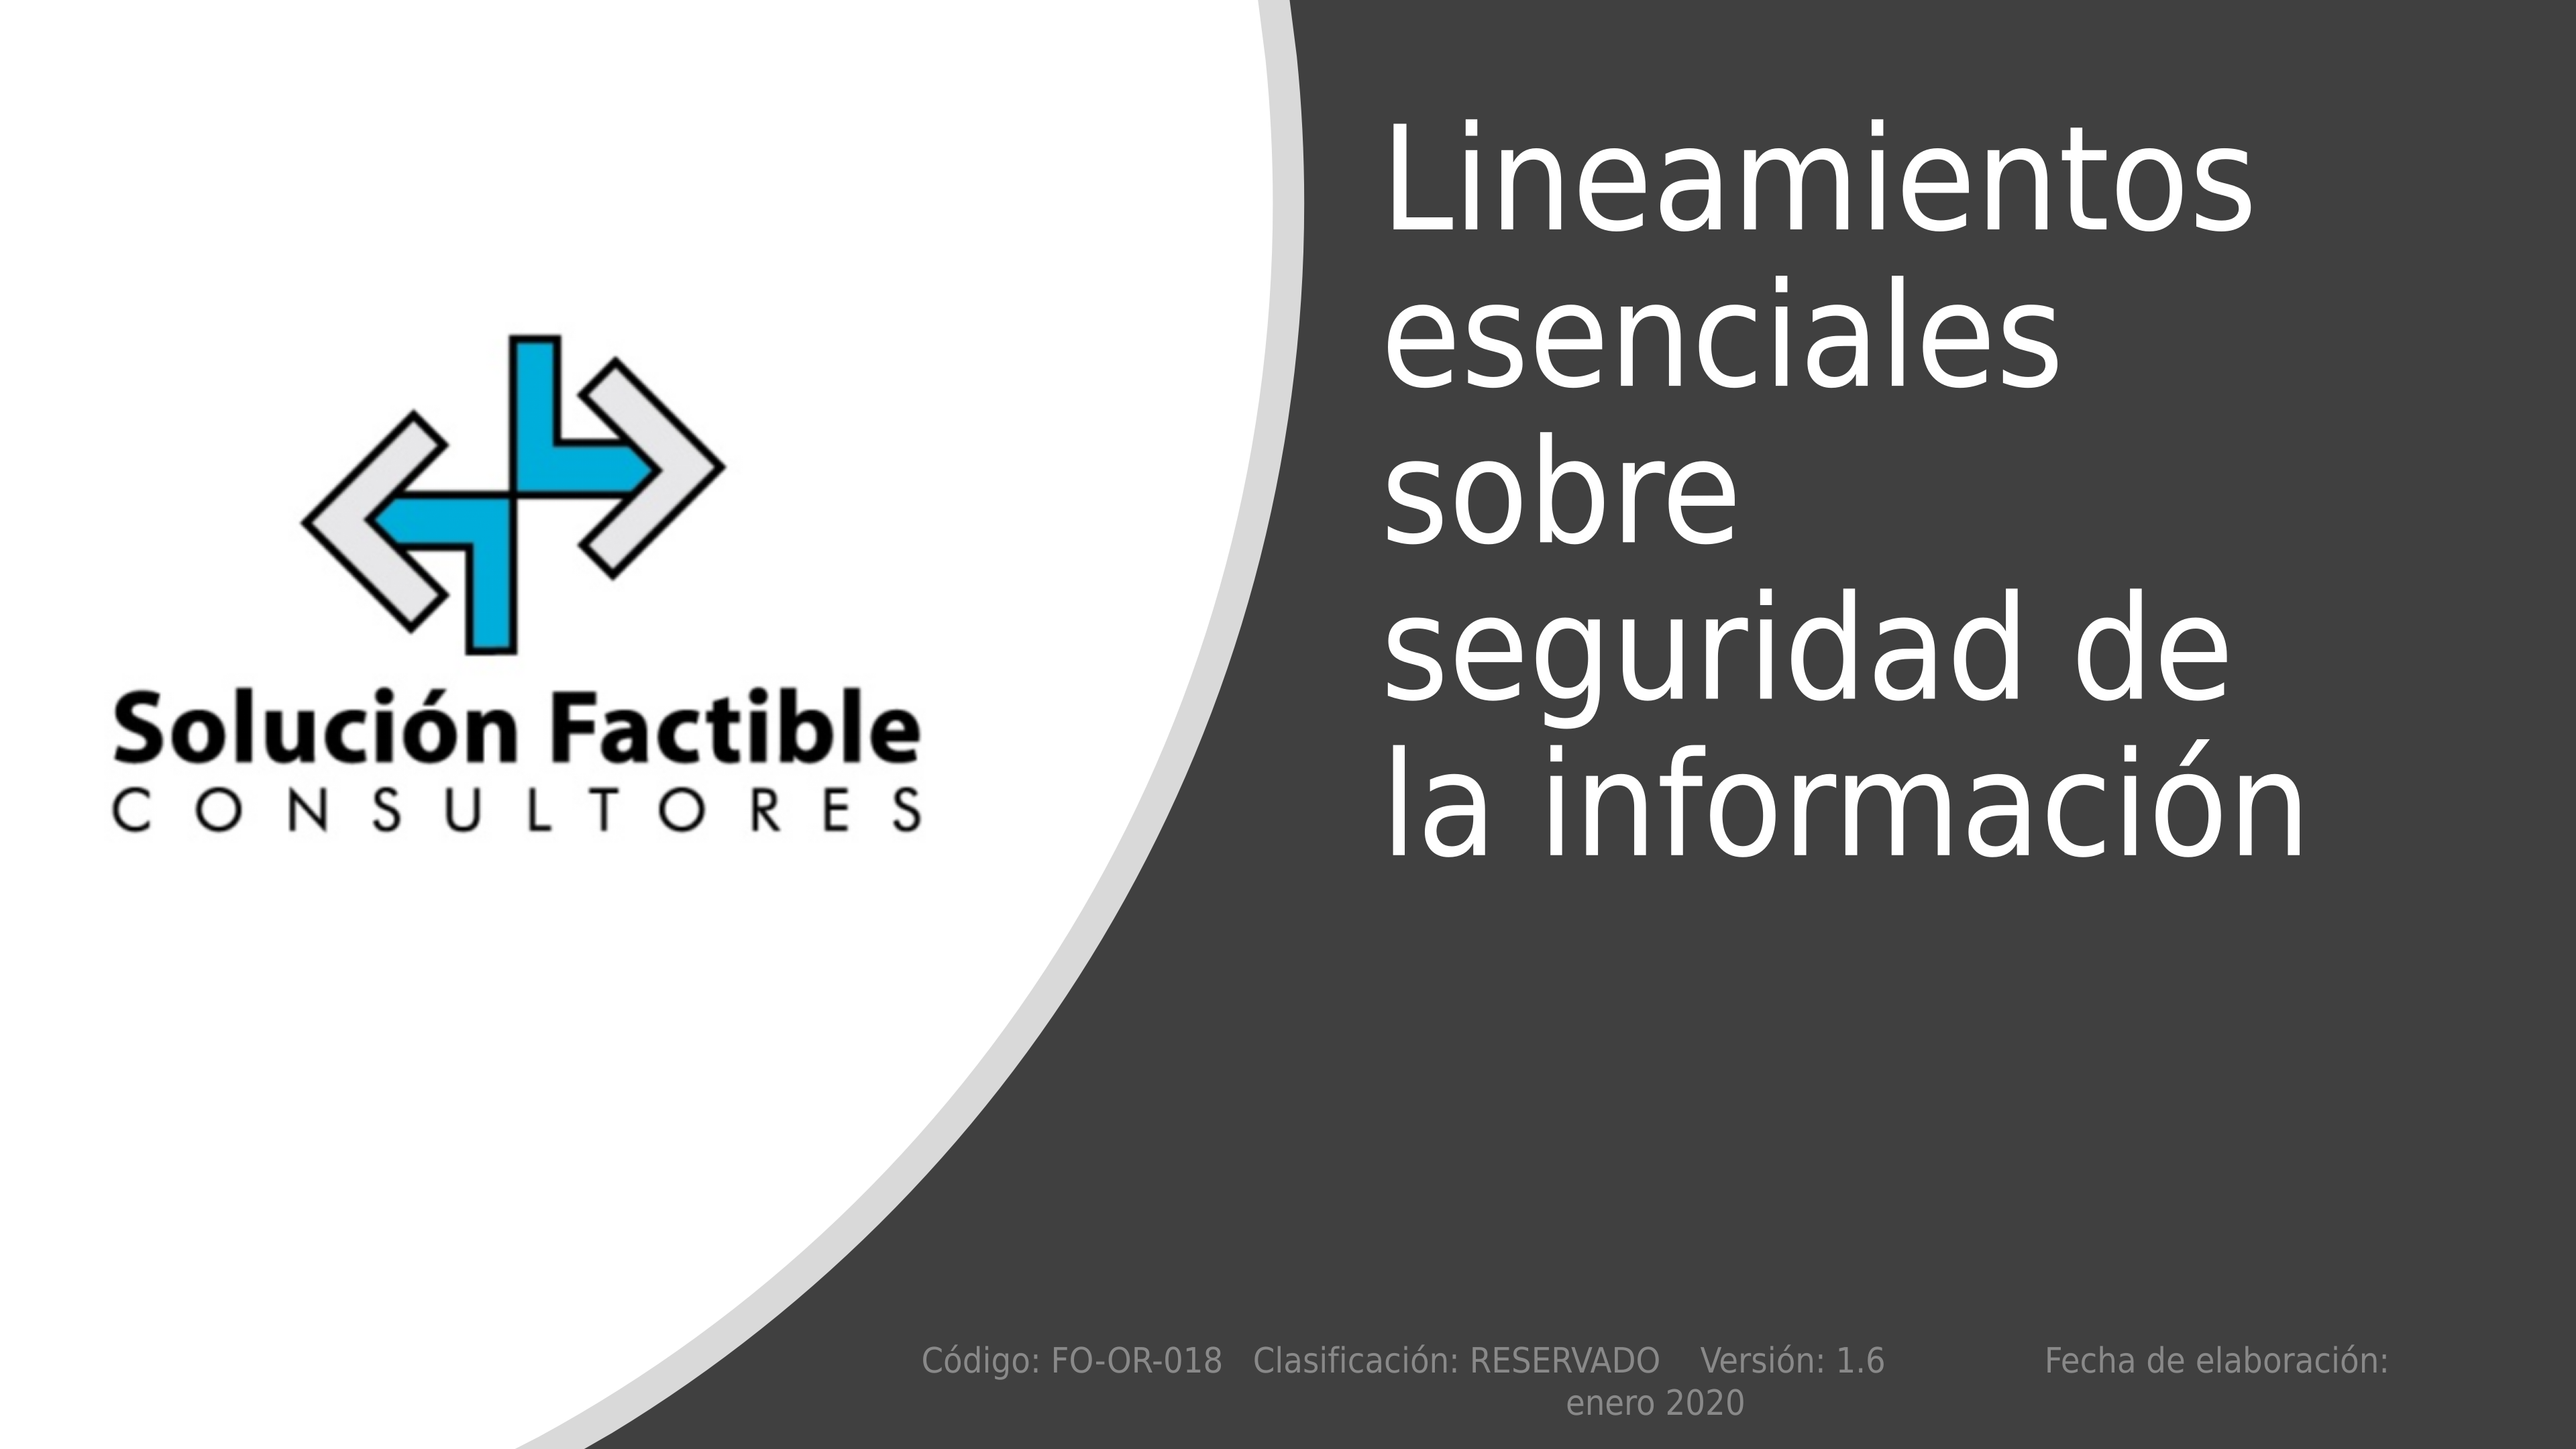 Solución Factible
CONSULTORES
Lineamientos
esenciales
sobre
seguridad de
la información
Código: FO-OR-018 Clasificación: RESERVADO Versión: 1.6 Fecha de elaboración:
enero 2020